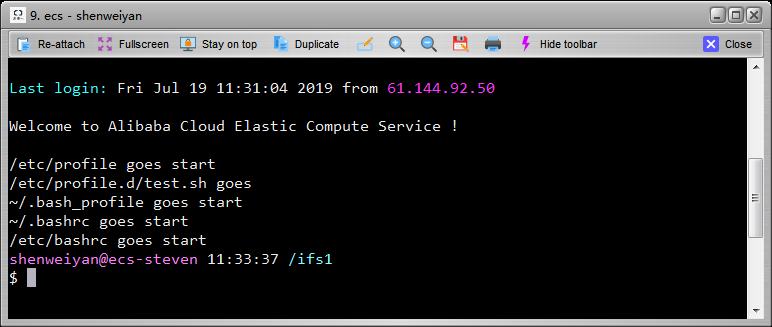 9. ecs - shenweiyan
Re-attach Fullscreen Stay on top Duplicate Hide toolbar Close
Last login: Fri Jul 19 11:31:04 2019 from 61.144.92.50
Welcome to Alibaba Cloud Elastic Compute Service !
/etc/profile goes start
/etc/profile.d/test.sh goes
~/.bash_profile goes start
~/.bashrc goes start
/etc/bashrc goes start
shenweiyan@ecs-steven 11:33:37 /ifs1
$